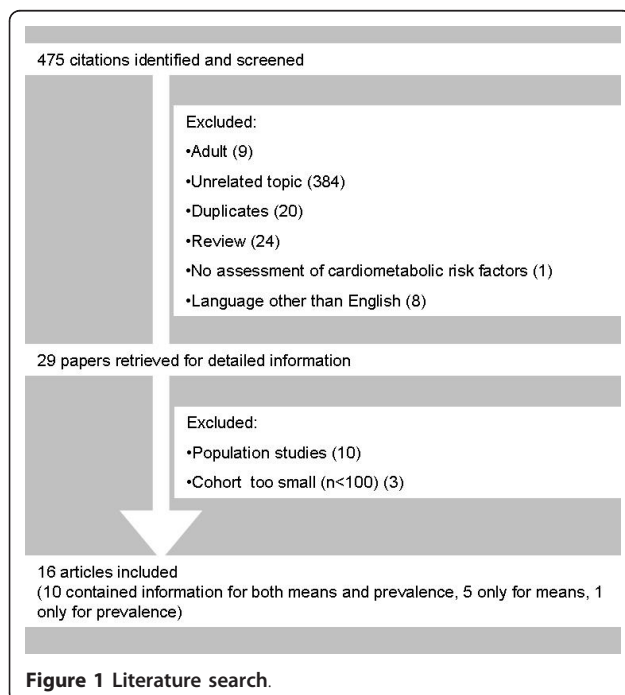 475 citations identified and screened
Excluded:
•Adult (9)
•Unrelated topic (384)
•Duplicates (20)
•Review (24)
•No assessment of cardiometabolic risk factors (1)
•Language other than English (8)
29 papers retrieved for detailed information
Excluded:
•Population studies (10)
•Cohort too small (n<100) (3)
16 articles included
(10 contained information for both means and prevalence, 5 only for means, 1
only for prevalence)
Figure 1 Literature search.